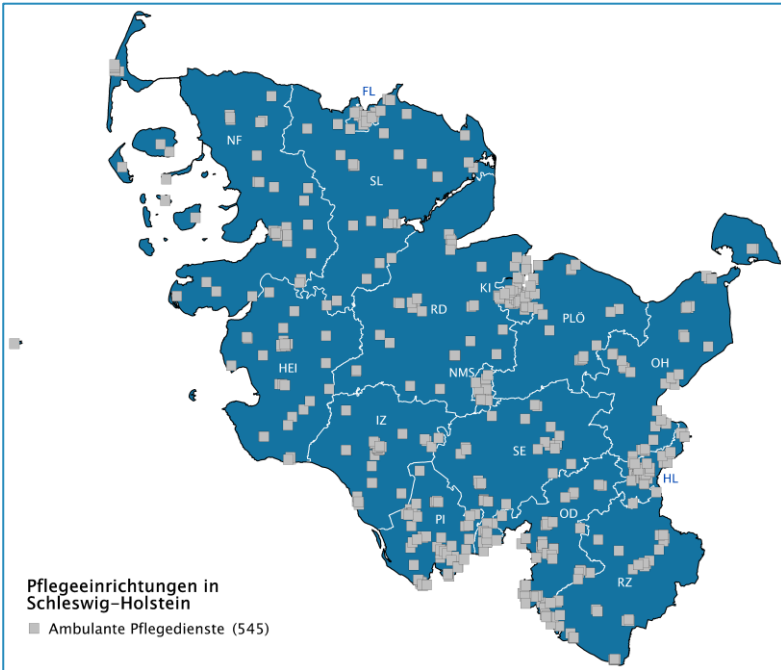 FL
NF
SL
KI
RD
PLÖ
OH
HEI
NMS
IZ
SE
HL
OD
PI
RZ
Pflegeeinrichtungen in
Schleswig-Holstein
Ambulante Pflegedienste (545)